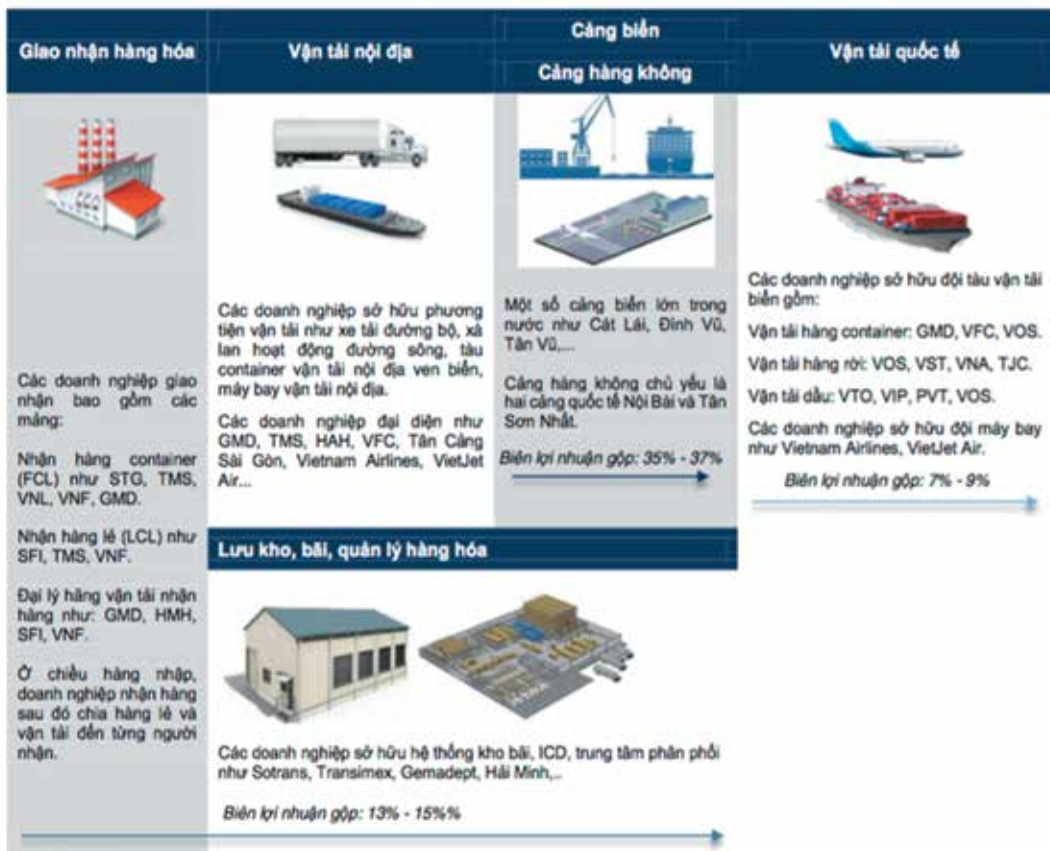 Giao nhận hàng hóa
Vận tải nội địa
Cảng biển
Cảng hàng không
Vận tải quốc tế
Các doanh nghiệp giao
nhận bao gồm các
mảng:
Nhận hàng container
(FCL) như STG, TMS,
VNL, VNF, GMD.
Nhận hàng lẻ (LCL) như
SFI, TMS, VNF.
Đại lý hãng vận tải nhận
hàng như: GMD, HMH,
SFI, VNF.
Ở chiều hàng nhập,
doanh nghiệp nhận hàng
sau đó chia hàng lẻ và
vận tải đến từng người
nhận.
Các doanh nghiệp sở hữu phương
tiện vận tải như xe tải đường bộ, xà
lan hoạt động đường sông, tàu
container vận tải nội địa ven biển,
máy bay vận tải nội địa.
Các doanh nghiệp đại diện như
GMD, TMS, HAH, VFC, Tân Cảng
Sài Gòn, Vietnam Airlines, VietJet
Air...
Một số cảng biển lớn trong
nước như Cát Lái, Đình Vũ,
Tân Vũ,...
Cảng hàng không chủ yếu là
hai cảng quốc tế Nội Bài và Tân
Sơn Nhất.
Biên lợi nhuận gộp: 35% - 37%
Các doanh nghiệp sở hữu đội tàu vận tải
biển gồm:
Vận tải hàng container: GMD, VFC, VOS.
Vận tải hàng rời: VOS, VST, VNA, TJC.
Vận tải dầu: VTO, VIP, PVT, VOS.
Các doanh nghiệp sở hữu đội máy bay
như Vietnam Airlines, VietJet Air.
Biên lợi nhuận gộp: 7% - 9%
Lưu kho, bãi, quản lý hàng hóa
Các doanh nghiệp sở hữu hệ thống kho bãi, ICD, trung tâm phân phối
như Sotrans, Transimex, Gemadept, Hải Minh,..
Biên lợi nhuận gộp: 13% - 15%%